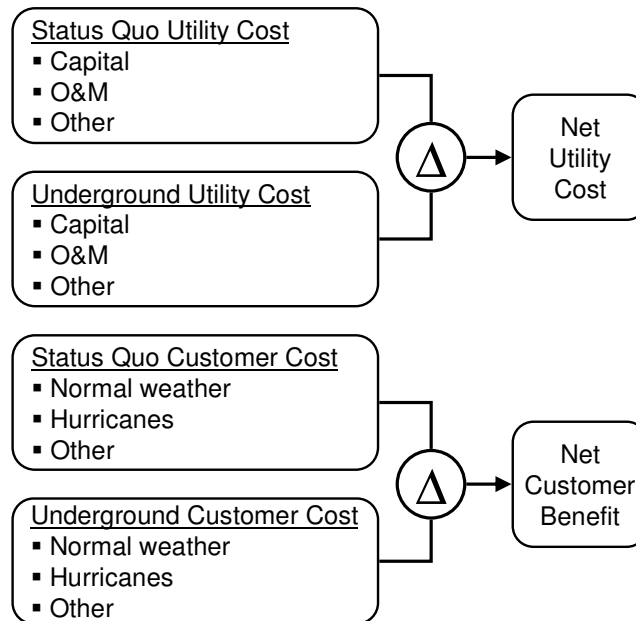 Status Quo Utility Cost
▪ Capital
▪ O&M
▪ Other
Δ
Net
Utility
Cost
Underground Utility Cost
▪ Capital
▪ O&M
▪ Other
Status Quo Customer Cost
▪ Normal weather
▪ Hurricanes
▪ Other
Δ
Net
Customer
Benefit
Underground Customer Cost
▪ Normal weather
▪ Hurricanes
▪ Other